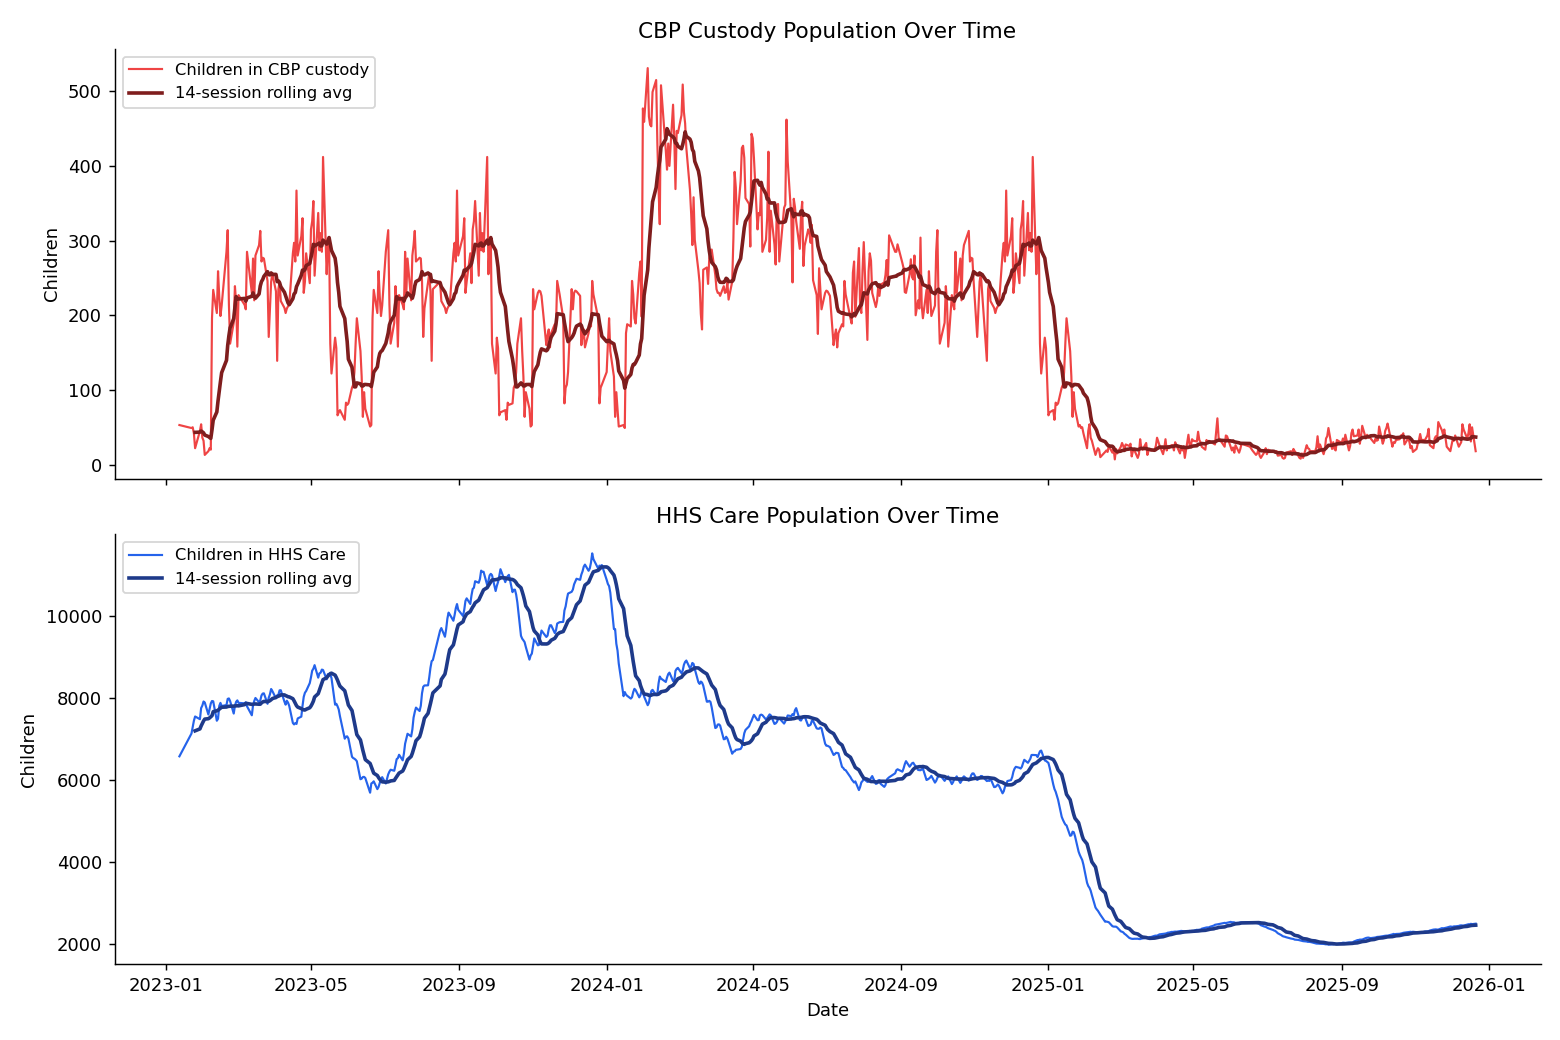 CBP Custody Population Over Time
Children in CBP custody
14-session rolling avg
500
400
300
200
100
0
Children
HHS Care Population Over Time
Children in HHS Care
14-session rolling avg
10000
8000
6000
4000
2000
Children
2023-01 2023-05 2023-09 2024-01 2024-05 2024-09 2025-01 2025-05 2025-09 2026-01
Date